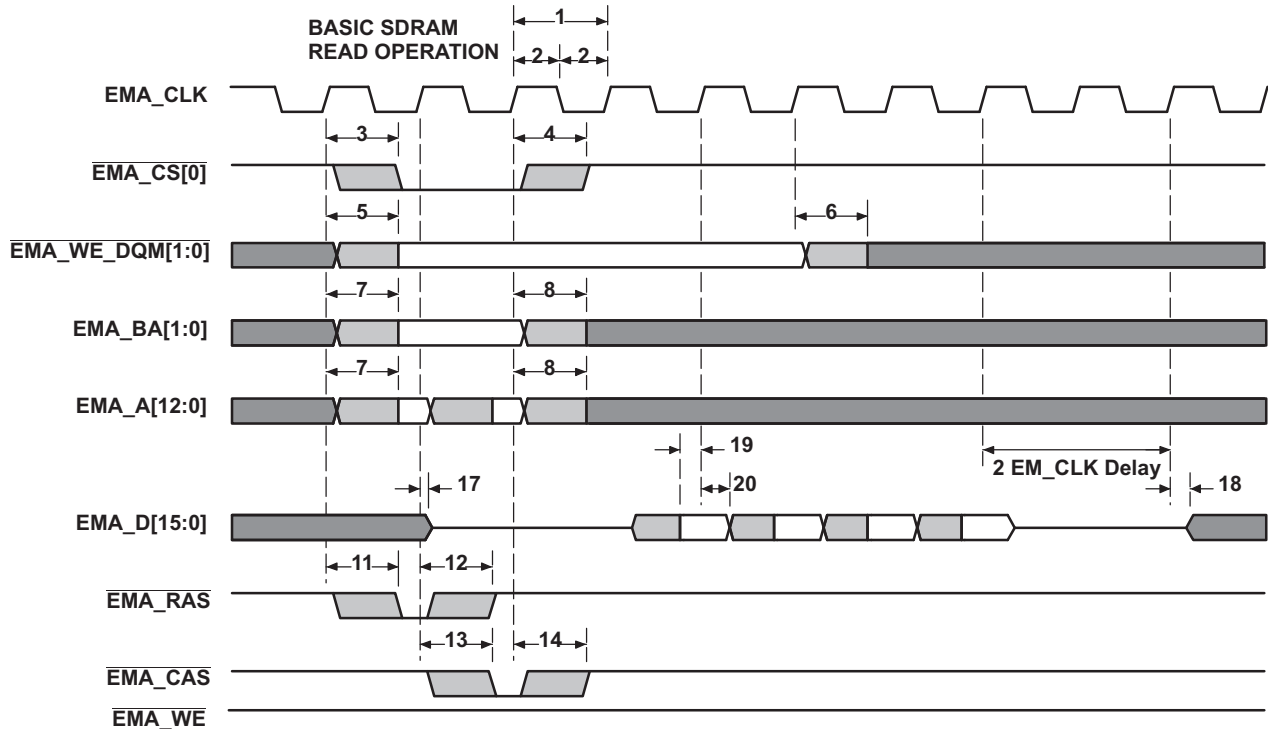 BASIC SDRAM
READ OPERATION
1
2 2
EMA_CLK
3 4
EMA_CS[0]
5 6
EMA_WE_DQM[1:0]
7 8
EMA_BA[1:0]
7 8
EMA_A[12:0]
19
2 EM_CLK Delay
17 20 18
EMA_D[15:0]
11 12
EMA_RAS
13 14
EMA_CAS
EMA_WE